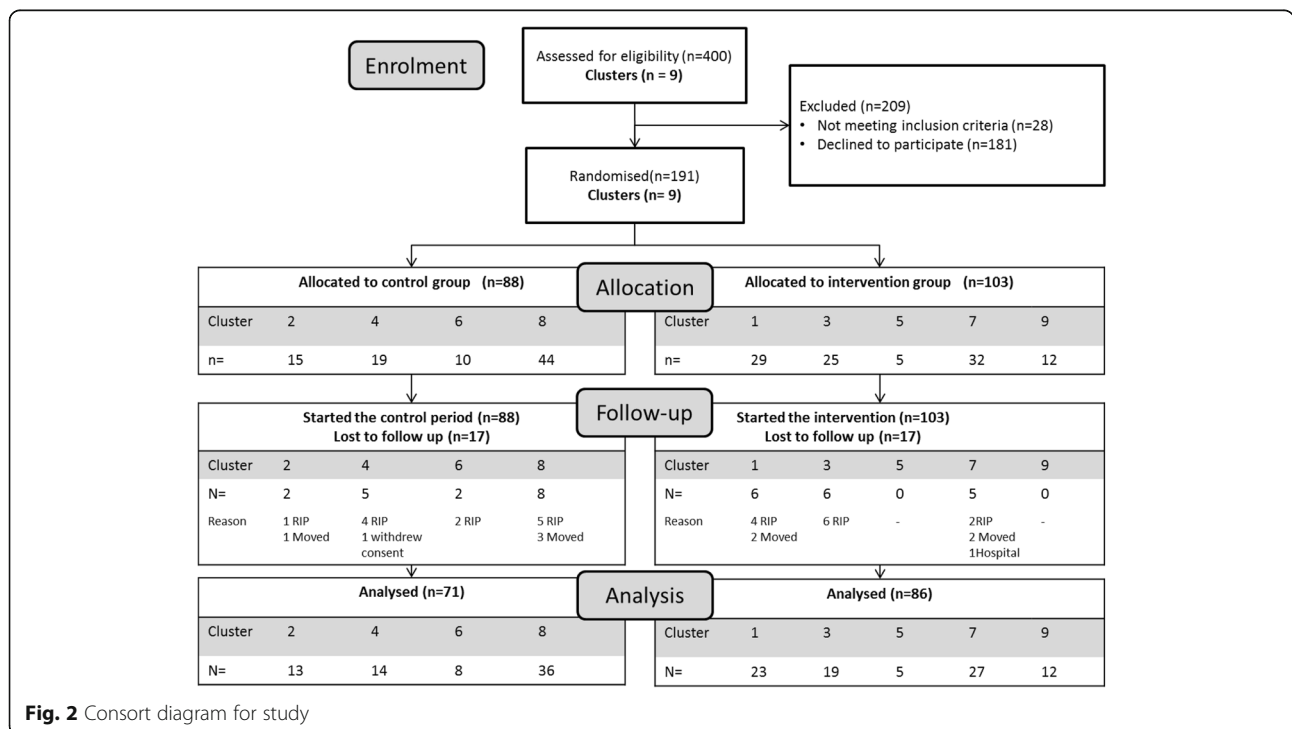 Enrolment
Assessed for eligibility (n=400)
Clusters (n = 9)
Excluded (n=209)
• Not meeting inclusion criteria (n=28)
• Declined to participate (n=181)
Randomised(n=191)
Clusters (n= 9)
Allocation
Allocated to control group (n=88)
Cluster 2 4 6 8
n= 15 19 10 44
Allocated to intervention group (n=103)
Cluster 1 3 5 7 9
n= 29 25 5 32 12
Follow-up
Started the control period (n=88)
Lost to follow up (n=17)
Cluster 2 4 6 8
N= 2 5 2 8
Reason 1 RIP 4 RIP 2 RIP 5 RIP
1 Moved 1 withdrew 3 Moved
consent
Started the intervention (n=103)
Lost to follow up (n=17)
Cluster 1 3 5 7 9
N= 6 6 0 5 0
Reason 4 RIP 6 RIP - 2RIP -
2 Moved 2 Moved
1Hospital
Analysis
Analysed (n=71)
Cluster 2 4 6 8
N= 13 14 8 36
Analysed (n=86)
Cluster 1 3 5 7 9
N= 23 19 5 27 12
Fig. 2 Consort diagram for study